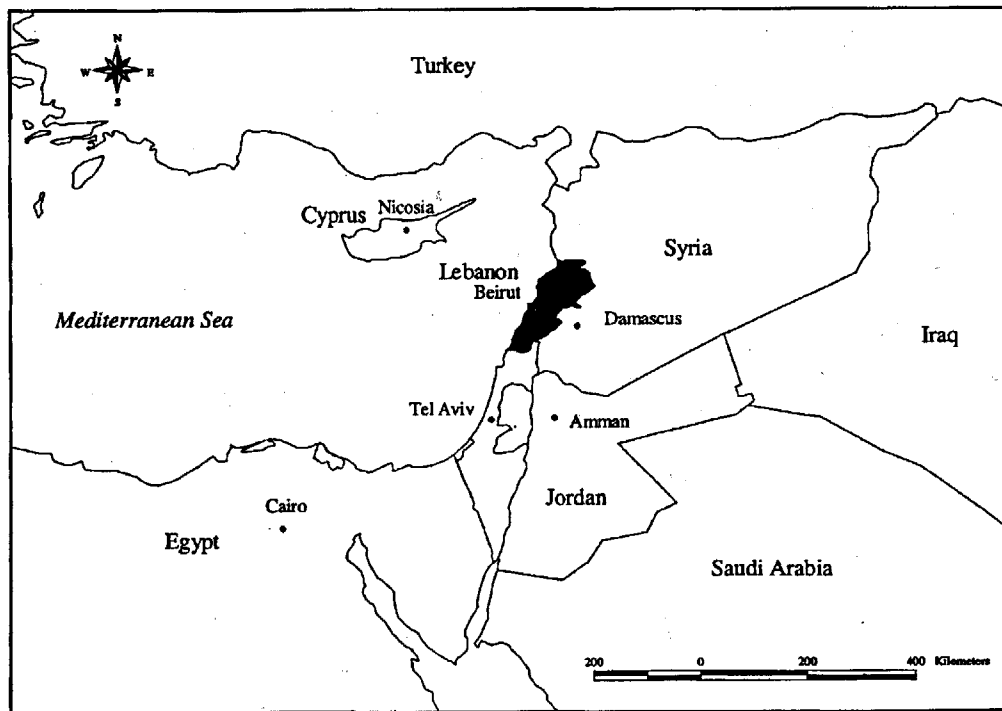 N
W E
S
Turkey
Cyprus
Nicosia
Syria
Lebanon
Beirut
Mediterranean Sea
Damascus
Iraq
Tel Aviv
Amman
Jordan
Cairo
Egypt
Saudi Arabia
200 0 200 400 Kilometers